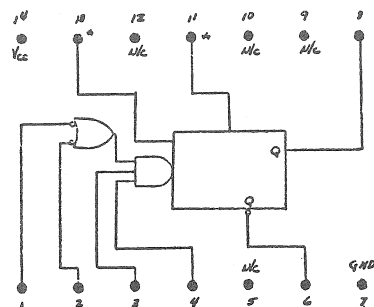 14 13 12 11 10 9 8
* *
Vcc N/C N/C N/C
Q
Q
N/C GND
1 2 3 4 5 6 7